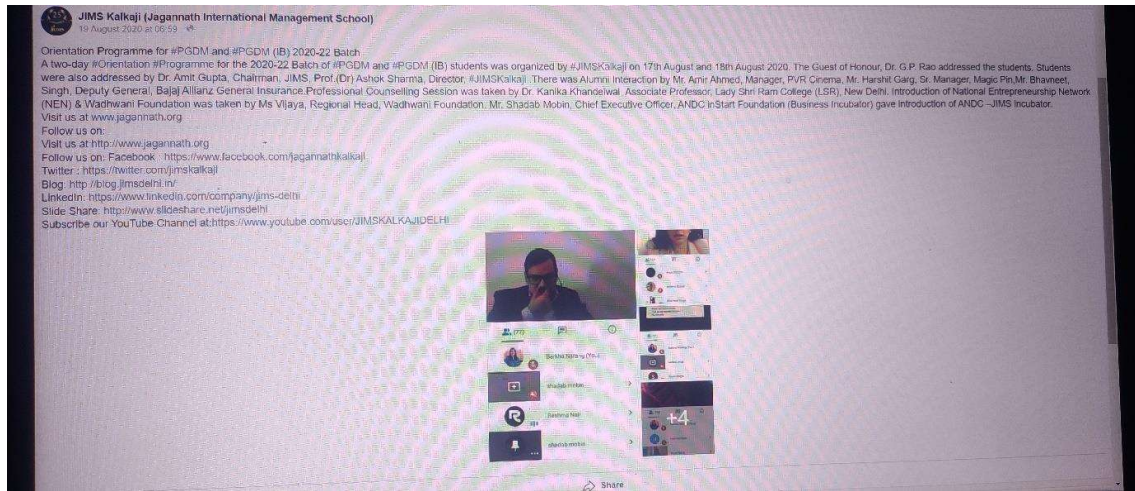 JIMS Kalkaji (Jagannath International Management School)
19 August 2020 at 06:59
Orientation Programme for #PGDM and #PGDM (IB) 2020-22 Batch
A two-day #Orientation #Programme for the 2020-22 Batch of #PGDM and #PGDM (IB) students was organized by #JIMSKalkaji on 17th August and 18th August 2020. The Guest of Honour, Dr. G.P. Rao addressed the students. Students
were also addressed by Dr. Amit Gupta, Chairman, JIMS, Prof.(Dr) Ashok Sharma, Director, #JIMSKalkaji. There was Alumni Interaction by Mr. Amir Ahmed, Manager, PVR Cinema, Mr. Harshit Garg, Sr. Manager, Magic Pin,Mr. Bhavneet,
Singh, Deputy General, Bajaj Allianz General Insurance.Professional Counselling Session was taken by Dr. Kanika Khandelwal Associate Professor, Lady Shri Ram College (LSR), New Delhi. Introduction of National Entrepreneurship Network
(NEN) & Wadhwani Foundation was taken by Ms Vijaya, Regional Head, Wadhwani Foundation. Mr. Shadab Mobin, Chief Executive Officer, ANDC InStart Foundation (Business Incubator) gave Introduction of ANDC –JIMS Incubator.
Visit us at www.jagannath.org
Follow us on:
Visit us at http://www.jagannath.org
Follow us on: Facebook https://www.facebook.com/jagannathkalkaji
Twitter : https://twitter.com/jimskalkaji
Blog: http://blog.jimsdelhi.in/
LinkedIn: https://www.linkedin.com/company/jims-delhi
Slide Share: http://www.slideshare.net/jimsdelhi
Subscribe our YouTube Channel at:https://www.youtube.com/user/JIMSKALKAJIDELHI
(77)
shadab mobin
Reshma Nair
shadab mobin
+4
Share